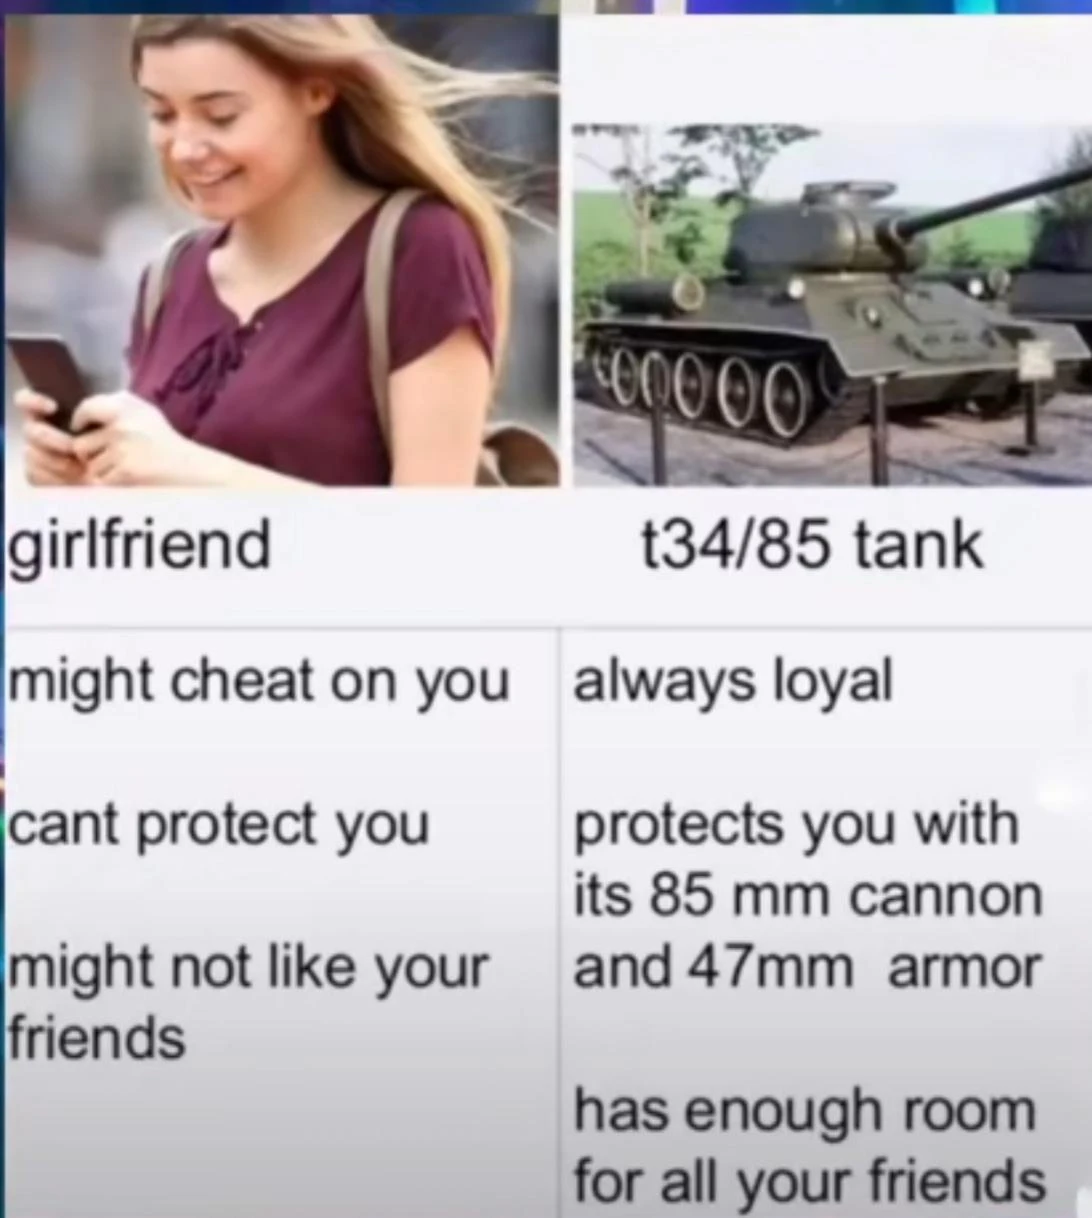 girlfriend
t34/85 tank
might cheat on you
cant protect you
might not like your
friends
always loyal
protects you with
its 85 mm cannon
and 47mm armor
has enough room
for all your friends